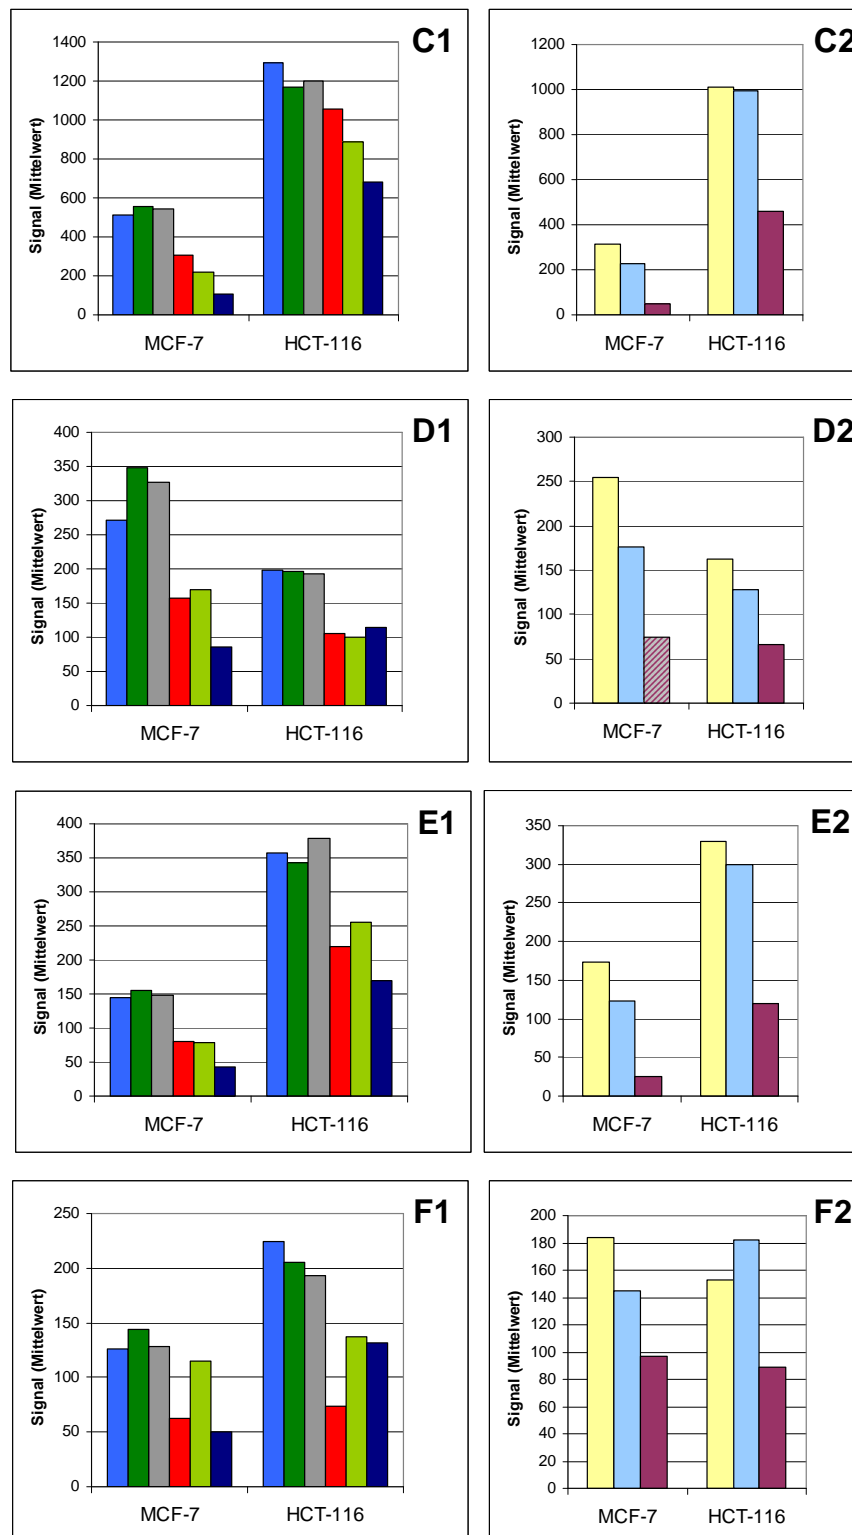 C1
Signal (Mittelwert)
1400
1200
1000
800
600
400
200
0
MCF-7 HCT-116
C2
Signal (Mittelwert)
1200
1000
800
600
400
200
0
MCF-7 HCT-116
D1
Signal (Mittelwert)
400
350
300
250
200
150
100
50
0
MCF-7 HCT-116
D2
Signal (Mittelwert)
300
250
200
150
100
50
0
MCF-7 HCT-116
E1
Signal (Mittelwert)
400
350
300
250
200
150
100
50
0
MCF-7 HCT-116
E2
Signal (Mittelwert)
350
300
250
200
150
100
50
0
MCF-7 HCT-116
F1
Signal (Mittelwert)
250
200
150
100
50
0
MCF-7 HCT-116
F2
Signal (Mittelwert)
200
180
160
140
120
100
80
60
40
20
0
MCF-7 HCT-116